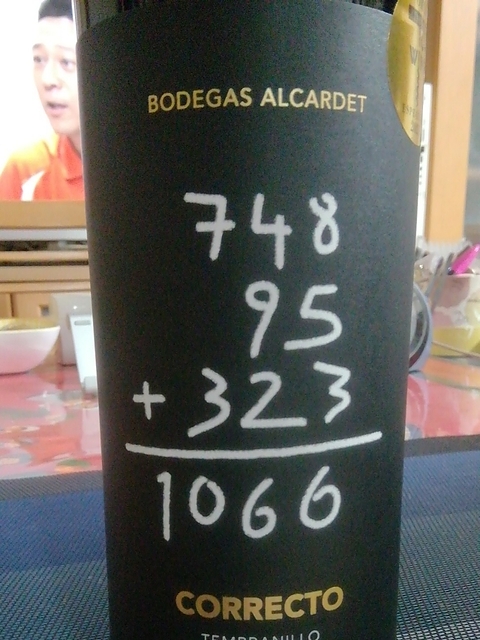 BODEGAS ALCARDET
748
95
+ 323
1066
CORRECTO
TEMPRANILLO